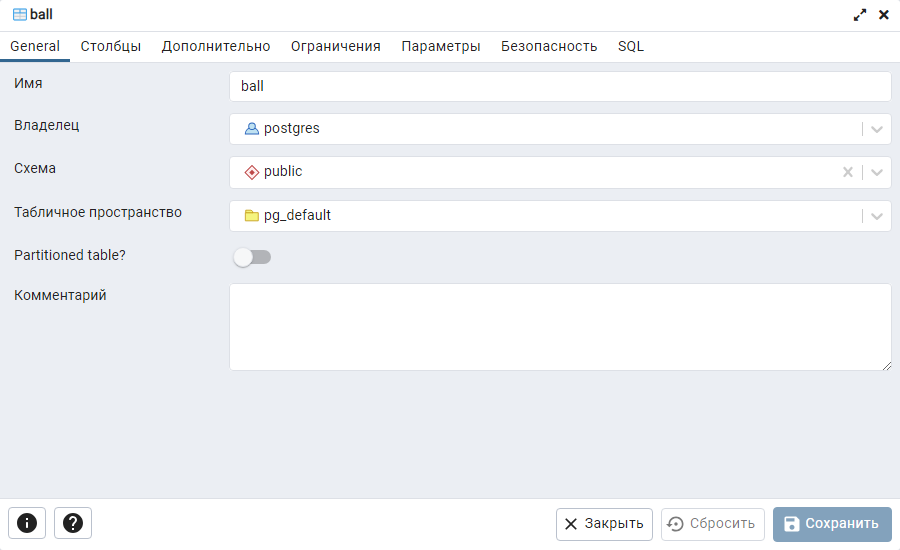 ball
General Столбцы Дополнительно Ограничения Параметры Безопасность SQL
Имя ball
Владелец postgres
Схема public
Табличное пространство pg_default
Partitioned table?
Комментарий
Закрыть Сбросить Сохранить